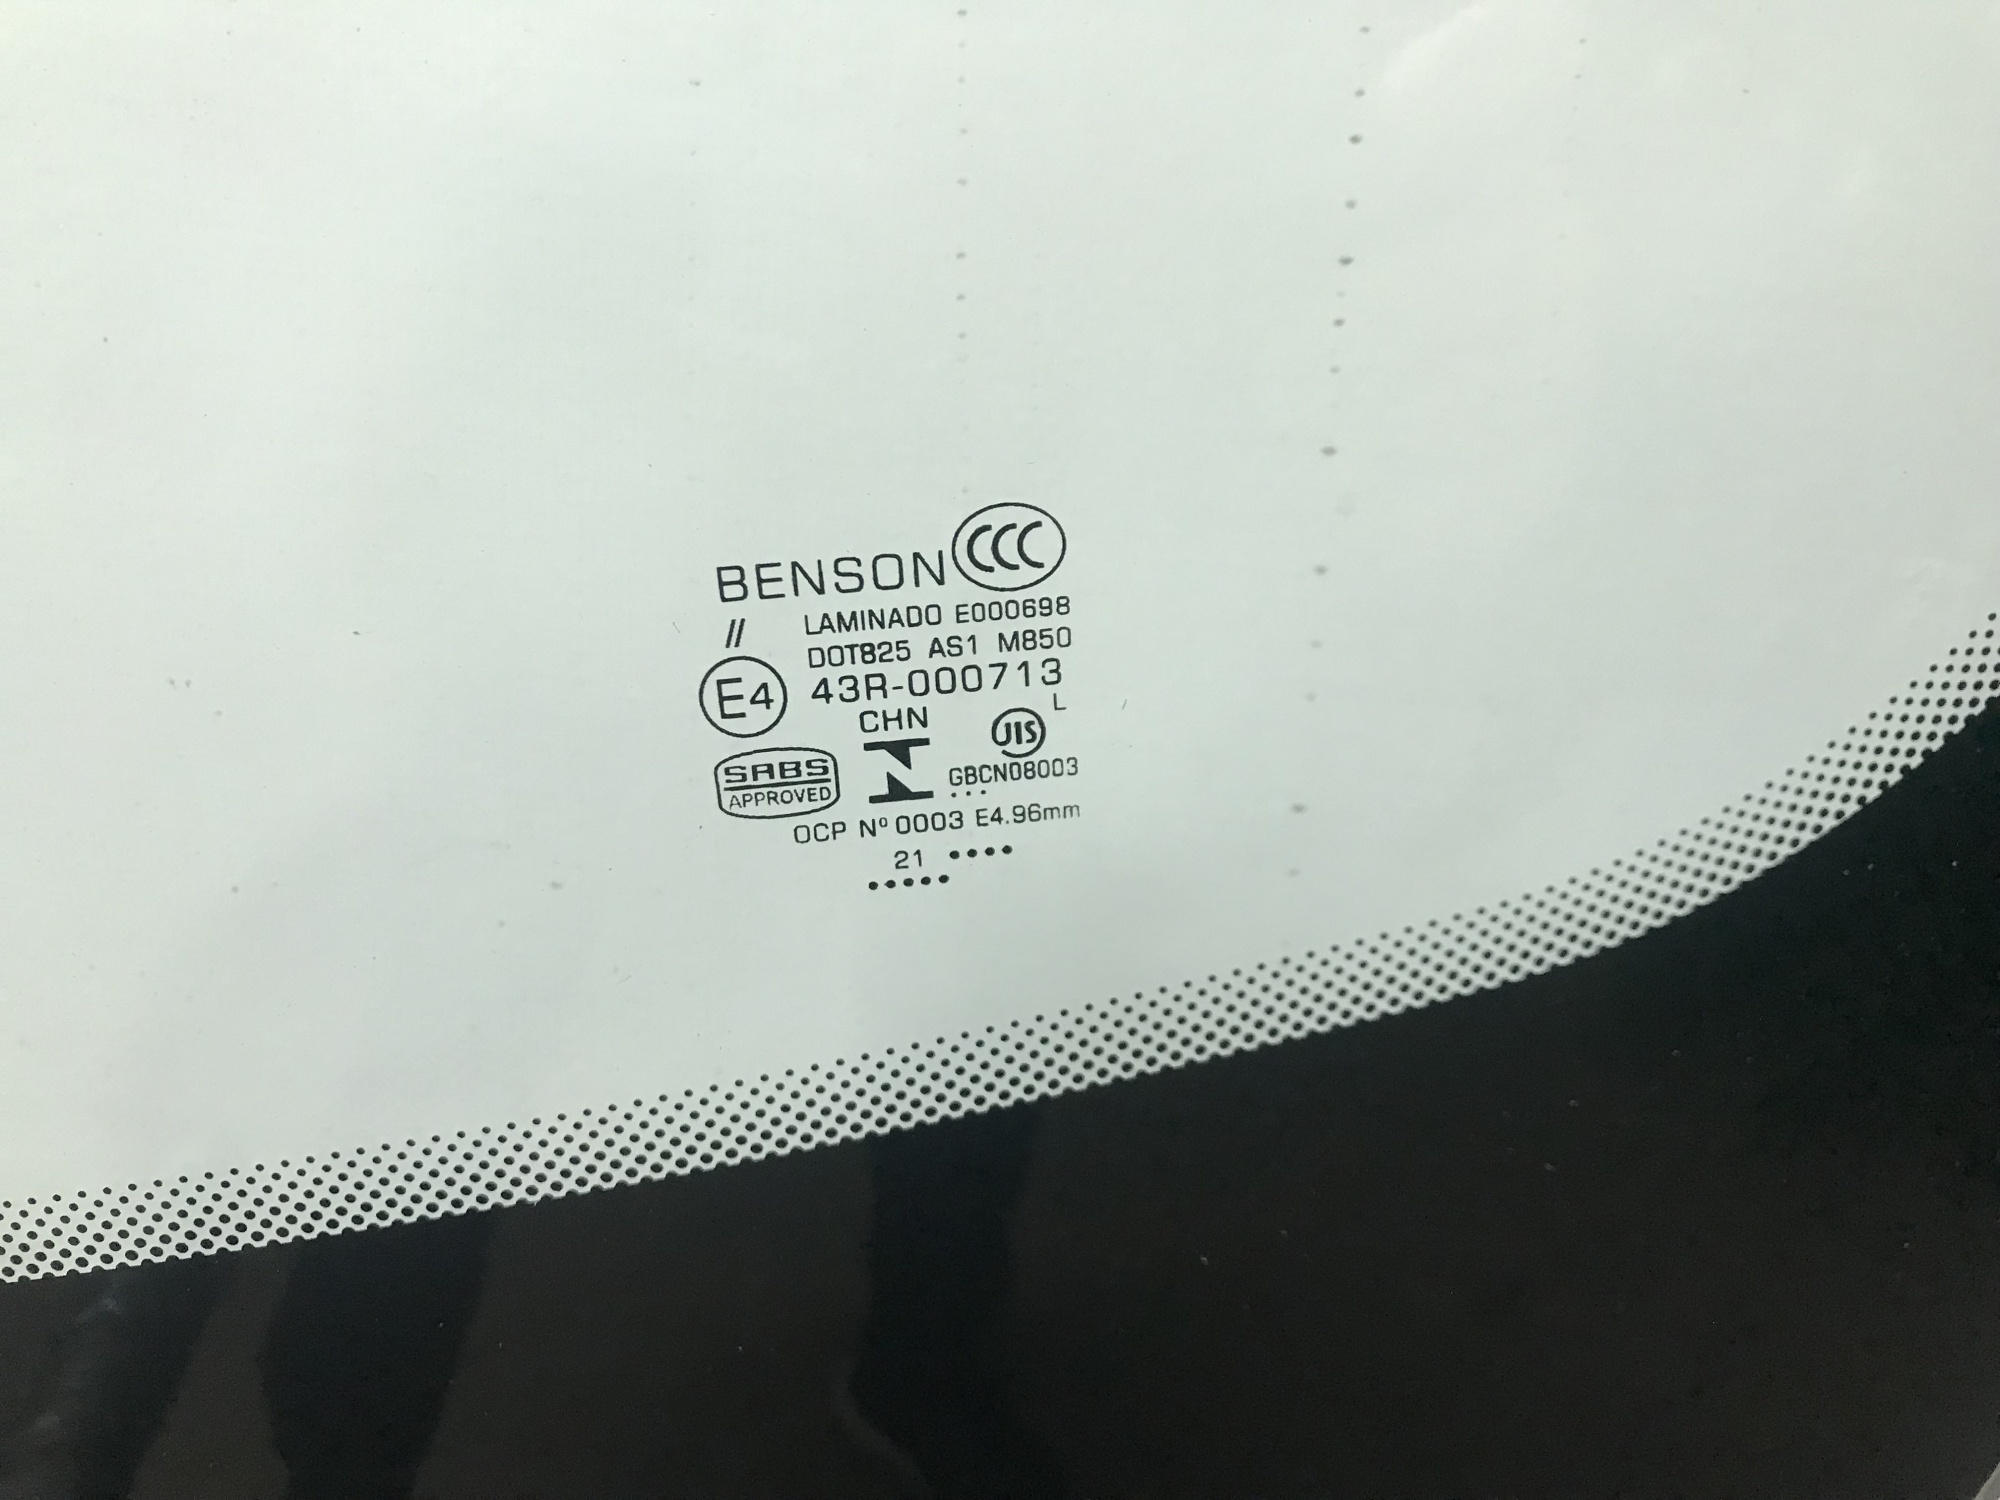 BENSON CCC
// LAMINADO E000698
DOT825 AS1 M850
E4 43R-000713
CHN L
JIS
SABS
APPROVED
GBCN08003
OCP Nº 0003 E4.96mm
21